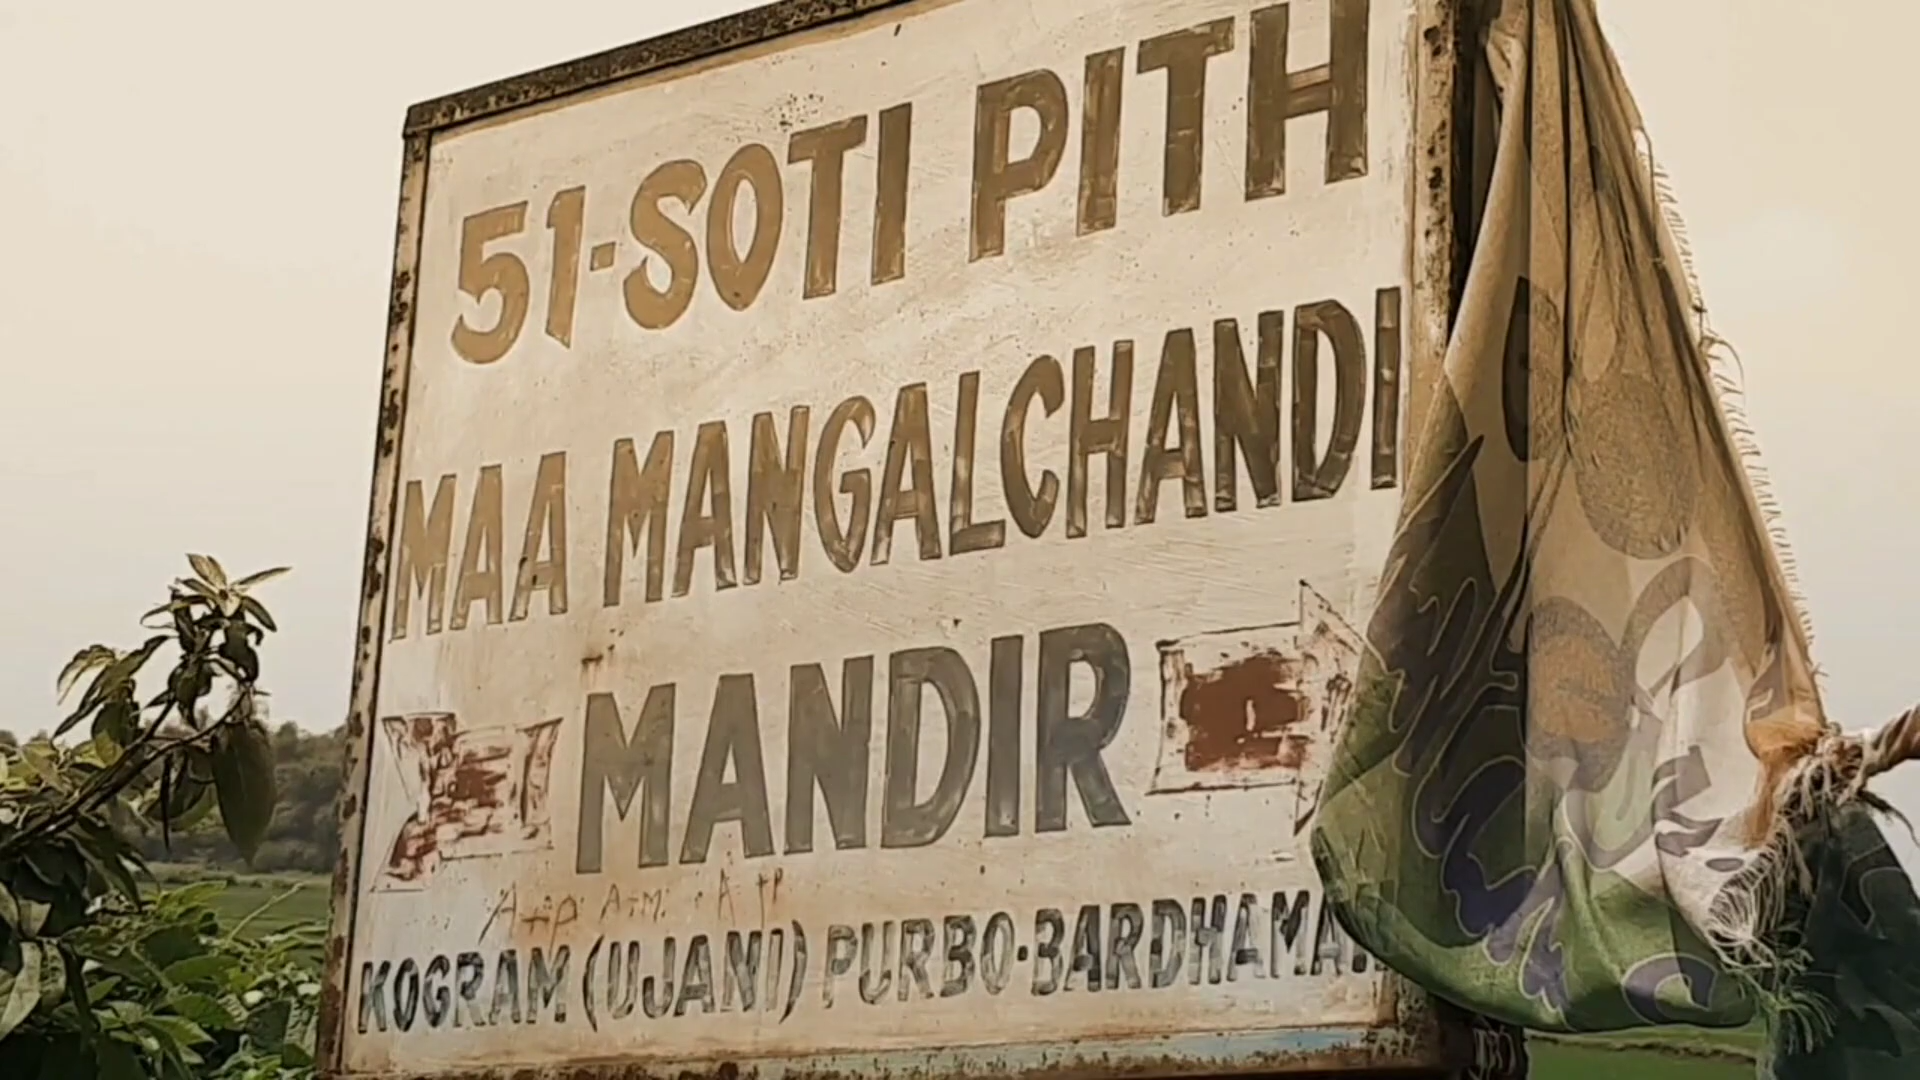 51-SOTI PITH
MAA MANGALCHANDI
MANDIR
A+P A+M A+P
KOGRAM (UJANI) PURBO-BARDHAMAN